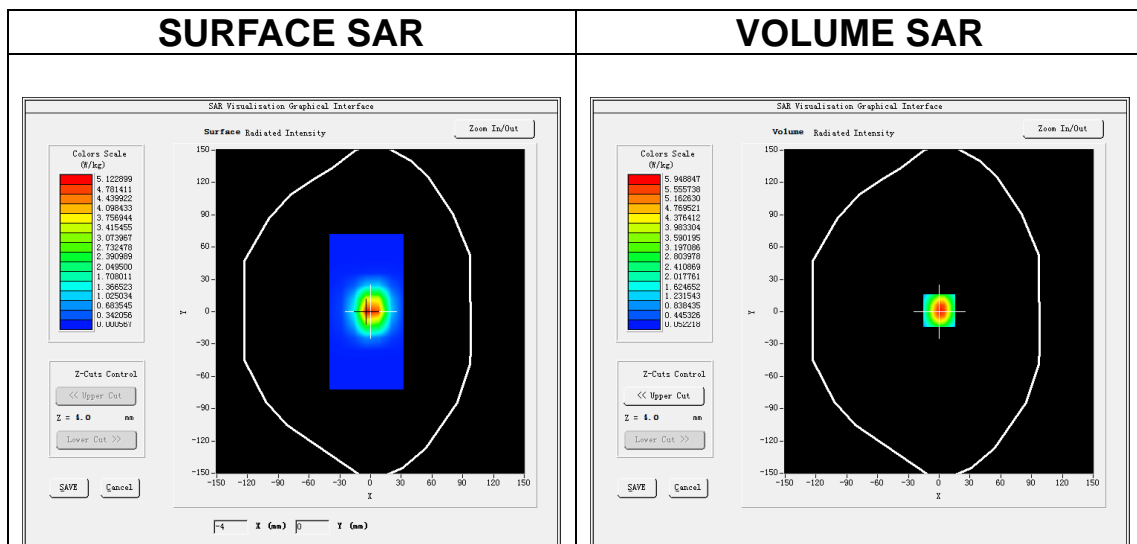 SURFACE SAR
VOLUME SAR
SAR Visualisation Graphical Interface
Surface Radiated Intensity
Zoom In/Out
Colors Scale
(W/kg)
5.122899
4.781411
4.439922
4.098433
3.756944
3.415455
3.073967
2.732478
2.390989
2.049500
1.708011
1.366523
1.025034
0.683545
0.342056
0.000567
150
120
90
60
30
0
-30
-60
-90
-120
-150
Y
-150 -120 -90 -60 -30 0 30 60 90 120 150
X
Z-Cuts Control
<< Upper Cut
Z = 4.0 mm
Lower Cut >>
SAVE Cancel
-4 X (mm) 0 Y (mm)
SAR Visualisation Graphical Interface
Volume Radiated Intensity
Zoom In/Out
Colors Scale
(W/kg)
5.948847
5.555738
5.162630
4.769521
4.376412
3.983304
3.590195
3.197086
2.803978
2.410869
2.017761
1.624652
1.231543
0.838435
0.445326
0.052218
150
120
90
60
30
0
-30
-60
-90
-120
-150
Y
-150 -120 -90 -60 -30 0 30 60 90 120 150
X
Z-Cuts Control
<< Upper Cut
Z = 4.0 mm
Lower Cut >>
SAVE Cancel